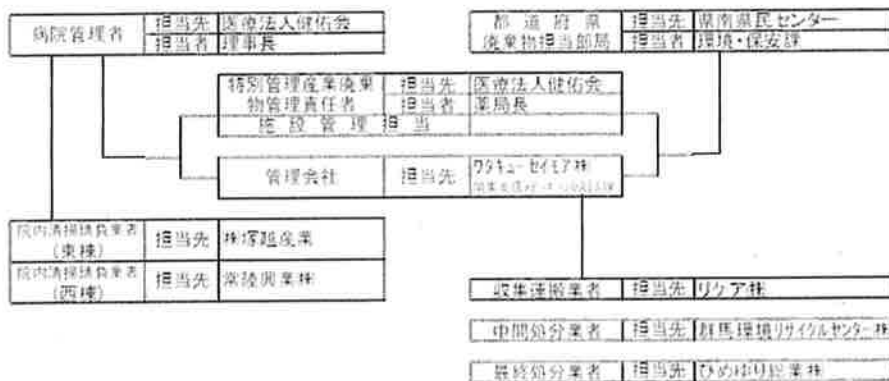 病院管理者 担当先 医療法人健佑会
担当者 理事長
都道府県廃棄物担当部局 担当先 県南県民センター
担当者 環境・保安課
特別管理産業廃棄物管理責任者 担当先 医療法人健佑会
担当者 薬局長
施設管理担当
管理会社 担当先 ワタキューセイモア㈱
院内清掃請負業者(東棟) 担当先 ㈱塚越産業
院内清掃請負業者(西棟) 担当先 常陸興業㈱
収集運搬業者 担当先 リケア㈱
中間処分業者 担当先 群馬環境リサイクルセンター㈱
最終処分業者 担当先 ひめゆり総業㈱